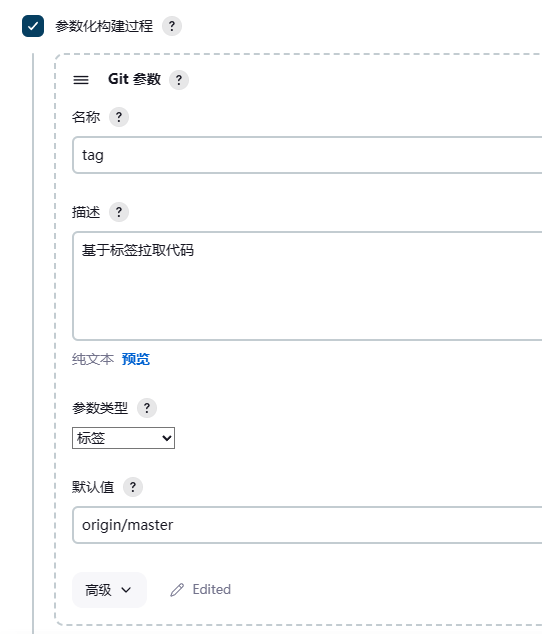 参数化构建过程 ?
Git 参数 ?
名称 ?
tag
描述 ?
基于标签拉取代码
纯文本 预览
参数类型 ?
标签
默认值 ?
origin/master
高级 Edited